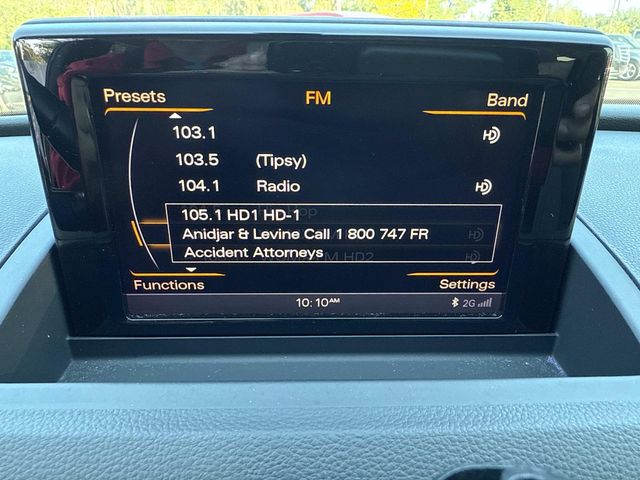 Presets FM Band
103.1 HD
103.5 (Tipsy)
104.1 Radio HD
105.1 HD1 HD-1
Anidjar & Levine Call 1 800 747 FR
Accident Attorneys
HD2
Functions Settings
10:10AM 2G